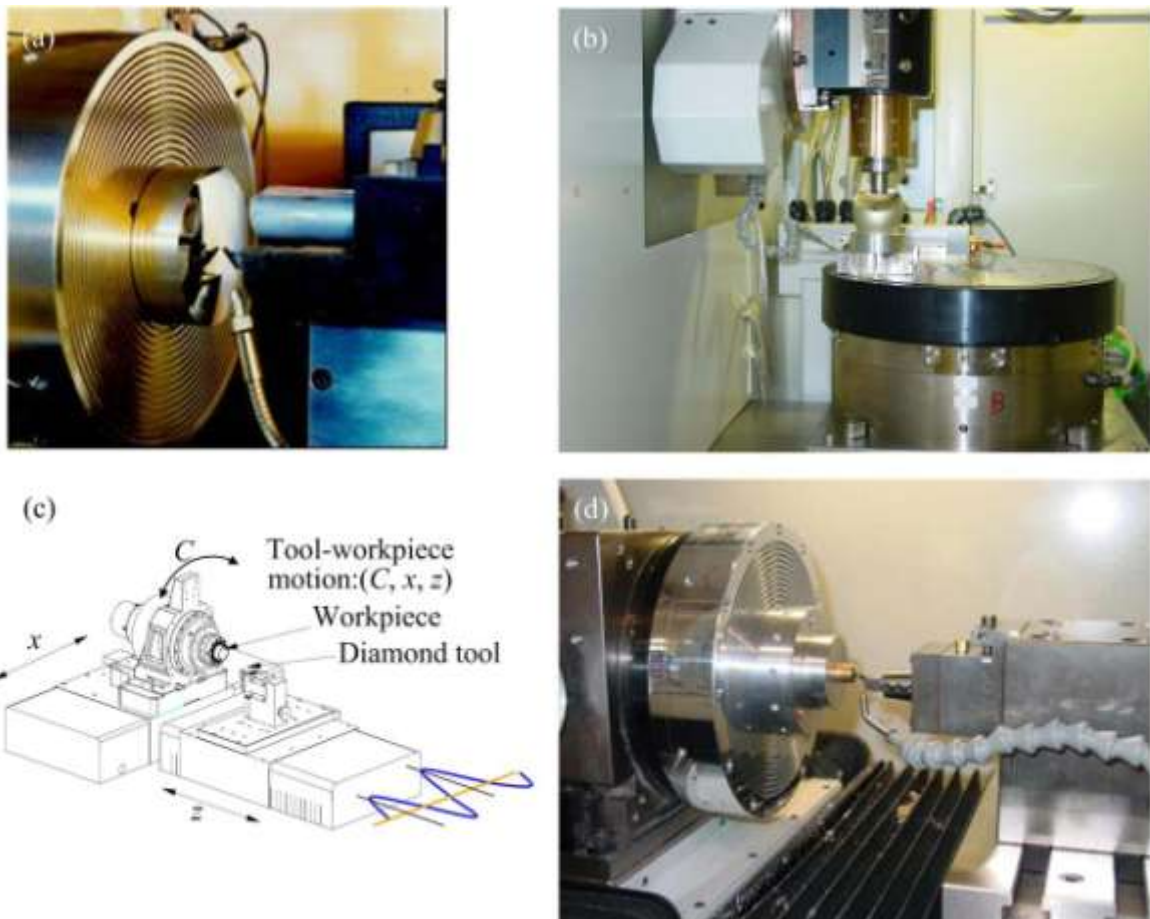 (a)
(b)
B
(c)
C
Tool-workpiece
motion:(C, x, z)
Workpiece
x
Diamond tool
z
(d)